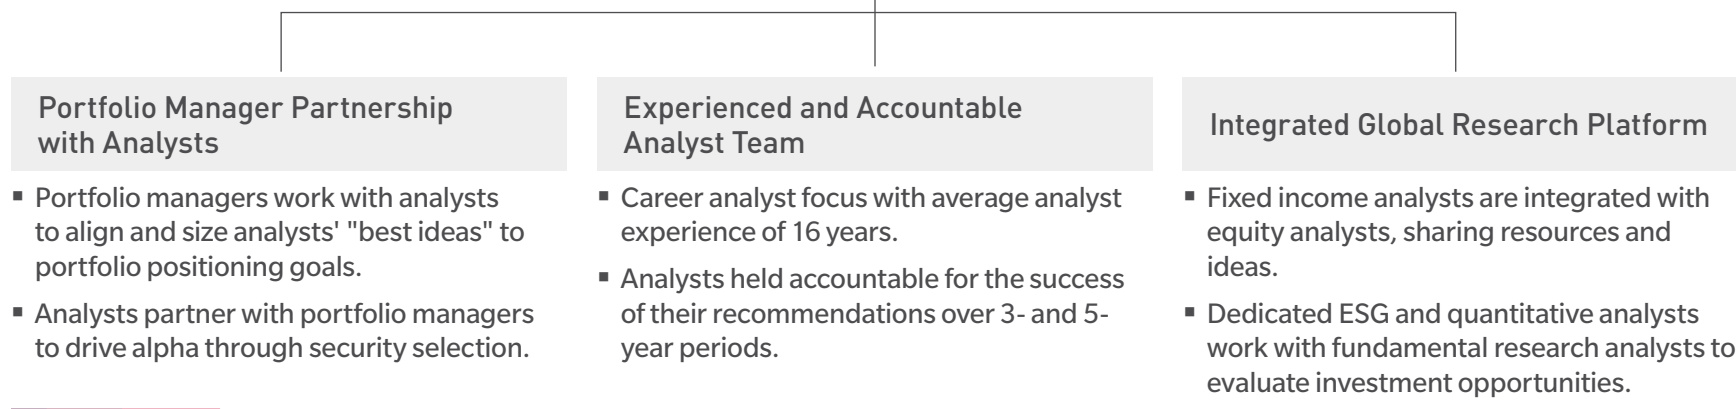 Portfolio Manager Partnership
with Analysts
▪ Portfolio managers work with analysts
to align and size analysts' "best ideas" to
portfolio positioning goals.
▪ Analysts partner with portfolio managers
to drive alpha through security selection.
Experienced and Accountable
Analyst Team
▪ Career analyst focus with average analyst
experience of 16 years.
▪ Analysts held accountable for the success
of their recommendations over 3- and 5-
year periods.
Integrated Global Research Platform
▪ Fixed income analysts are integrated with
equity analysts, sharing resources and
ideas.
▪ Dedicated ESG and quantitative analysts
work with fundamental research analysts to
evaluate investment opportunities.